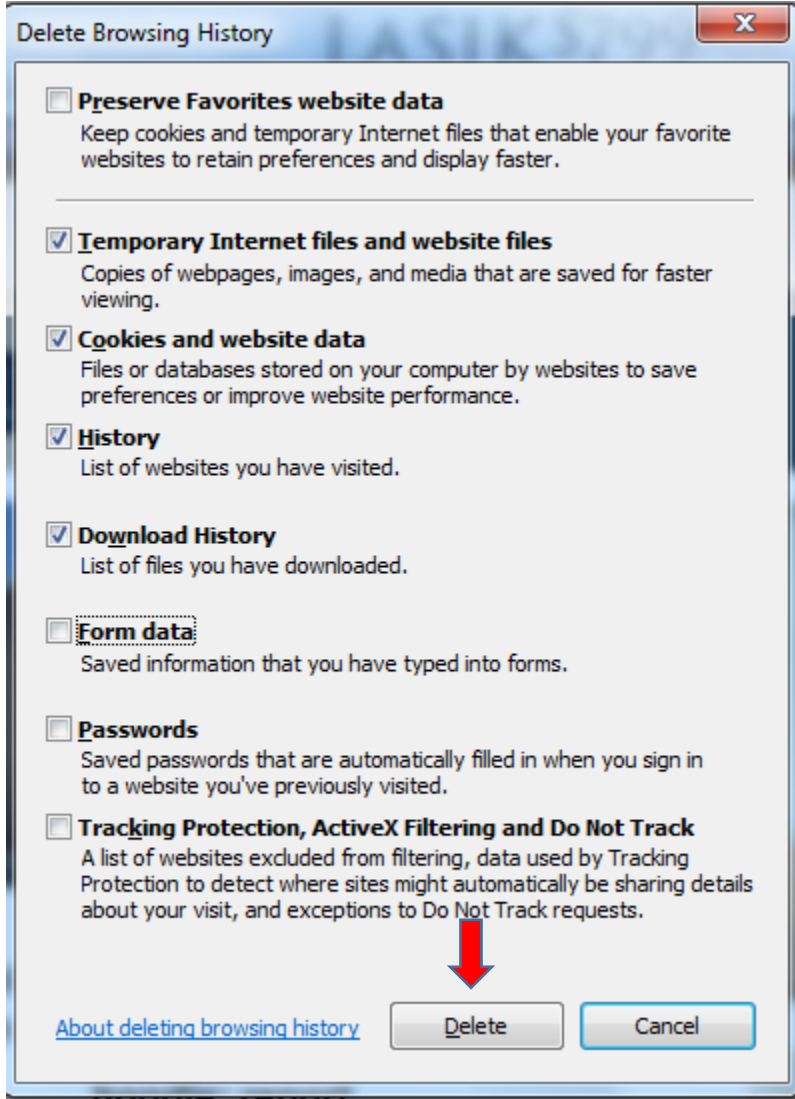 Delete Browsing History
Preserve Favorites website data
Keep cookies and temporary Internet files that enable your favorite
websites to retain preferences and display faster.
Temporary Internet files and website files
Copies of webpages, images, and media that are saved for faster
viewing.
Cookies and website data
Files or databases stored on your computer by websites to save
preferences or improve website performance.
History
List of websites you have visited.
Download History
List of files you have downloaded.
Form data
Saved information that you have typed into forms.
Passwords
Saved passwords that are automatically filled in when you sign in
to a website you've previously visited.
Tracking Protection, ActiveX Filtering and Do Not Track
A list of websites excluded from filtering, data used by Tracking
Protection to detect where sites might automatically be sharing details
about your visit, and exceptions to Do Not Track requests.
About deleting browsing history
Delete
Cancel